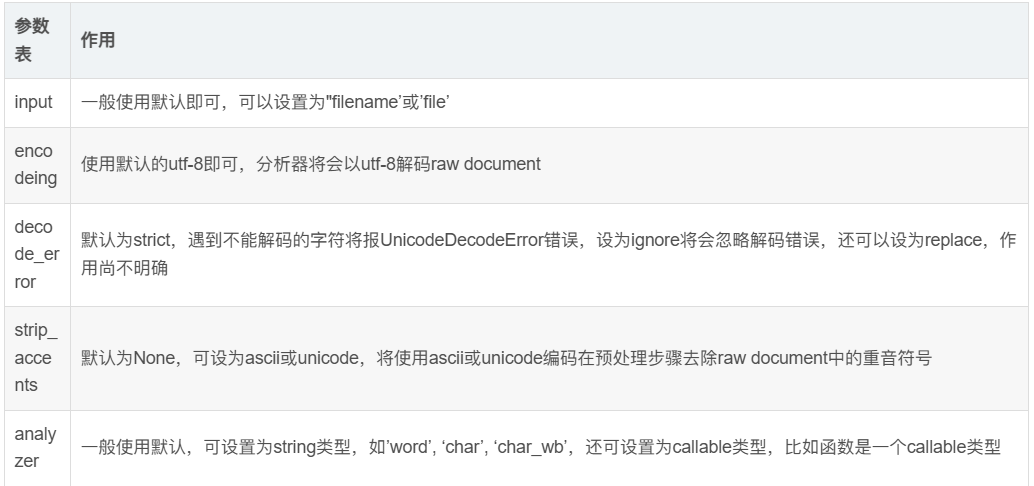 参数
表
作用
input
一般使用默认即可，可以设置为"filename'或'file'
enco
deing
使用默认的utf-8即可，分析器将会以utf-8解码raw document
deco
de_er
ror
默认为strict，遇到不能解码的字符将报UnicodeDecodeError错误，设为ignore将会忽略解码错误，还可以设为replace，作
用尚不明确
strip_
acce
nts
默认为None，可设为ascii或unicode，将使用ascii或unicode编码在预处理步骤去除raw document中的重音符号
analy
zer
一般使用默认，可设置为string类型，如’word’, ‘char’, ‘char_wb’，还可设置为callable类型，比如函数是一个callable类型